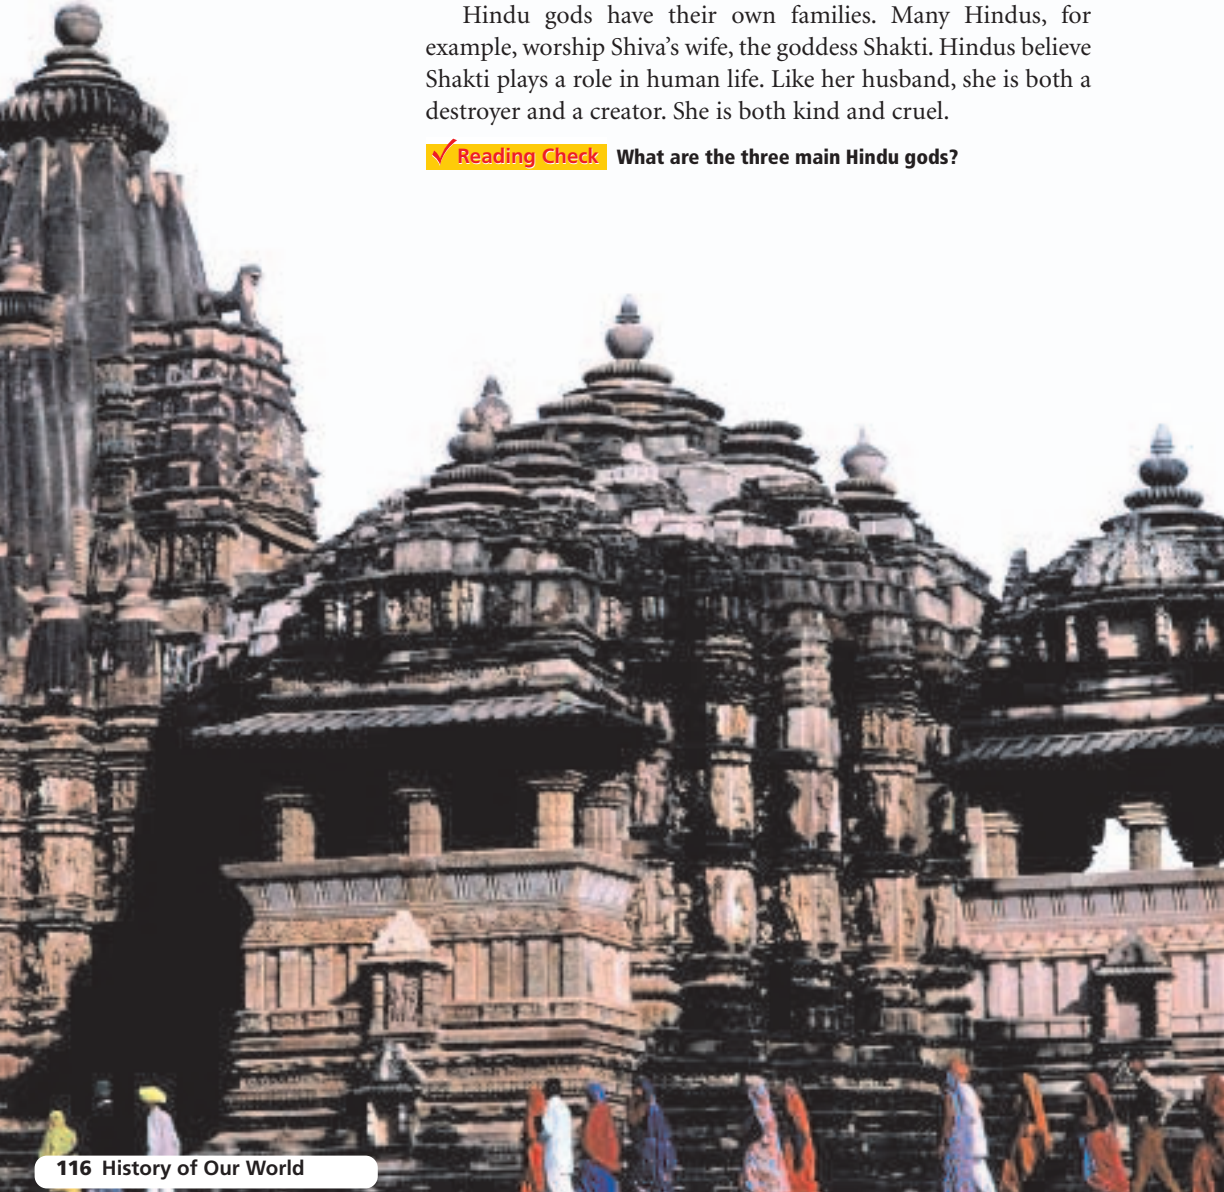 Hindu gods have their own families. Many Hindus, for
example, worship Shiva’s wife, the goddess Shakti. Hindus believe
Shakti plays a role in human life. Like her husband, she is both a
destroyer and a creator. She is both kind and cruel.
Reading Check What are the three main Hindu gods?
116 History of Our World